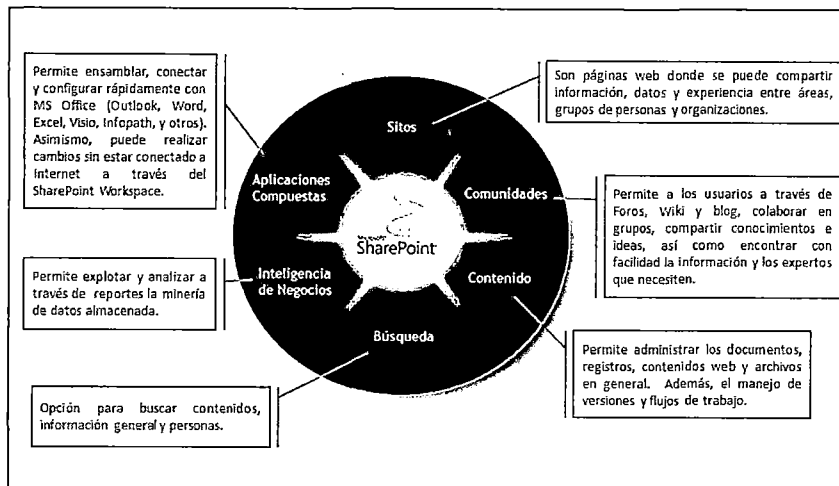 Permite ensamblar, conectar
y configurar rápidamente con
MS Office (Outlook, Word,
Excel, Visio, Infopath, y otros).
Asimismo, puede realizar
cambios sin estar conectado a
Internet a través del
SharePoint Workspace.
Son páginas web donde se puede compartir
información, datos y experiencia entre áreas,
grupos de personas y organizaciones.
Sitos
Aplicaciones
Compuestas
Comunidades
Permite a los usuarios a través de
Foros, Wiki y blog, colaborar en
grupos, compartir conocimientos e
ideas, así como encontrar con
facilidad la información y los expertos
que necesiten.
Microsoft
SharePoint
Permite explotar y analizar a
través de reportes la minería
de datos almacenada.
Inteligencia
de Negocios
Contenido
Búsqueda
Permite administrar los documentos,
registros, contenidos web y archivos
en general. Además, el manejo de
versiones y flujos de trabajo.
Opción para buscar contenidos,
información general y personas.